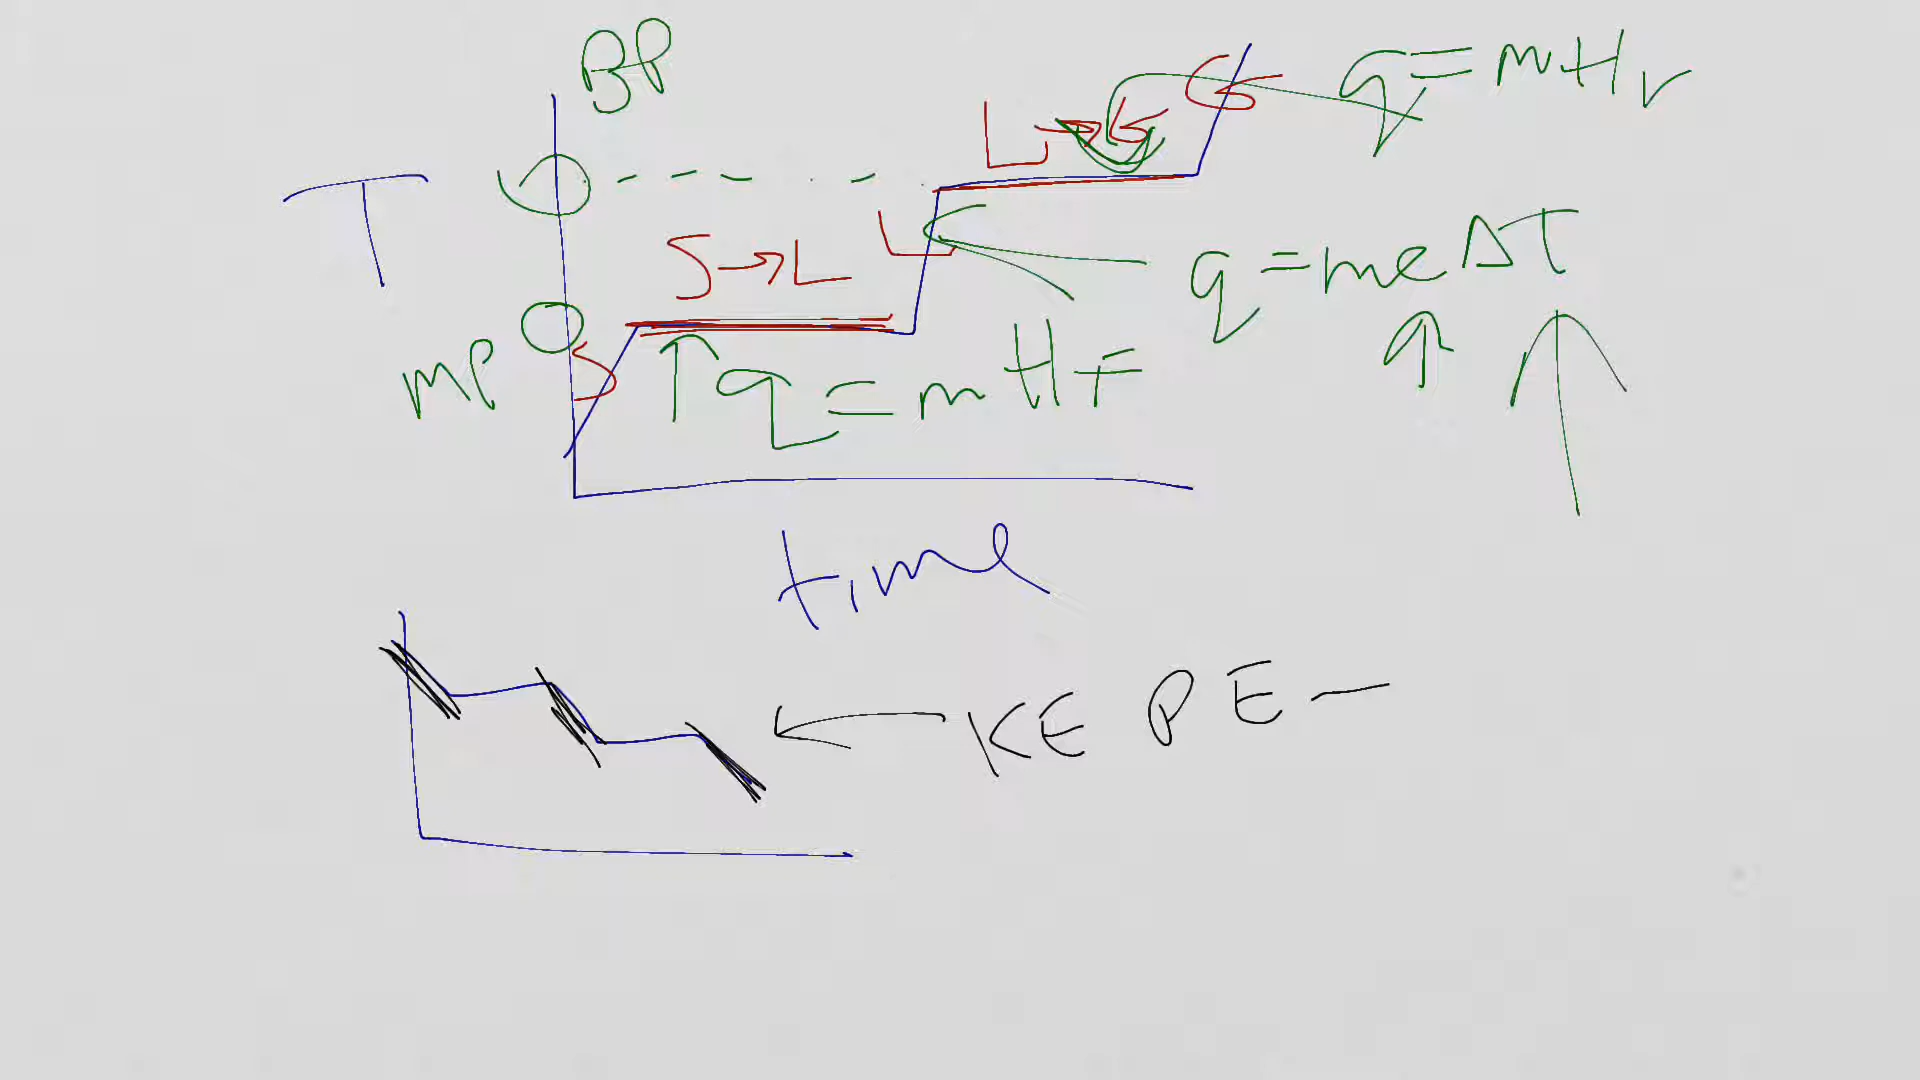 BP
q = mHv
L → G
G
T
S → L
L
q = mcΔT
MP
S
q = mHF
time
KE PE —